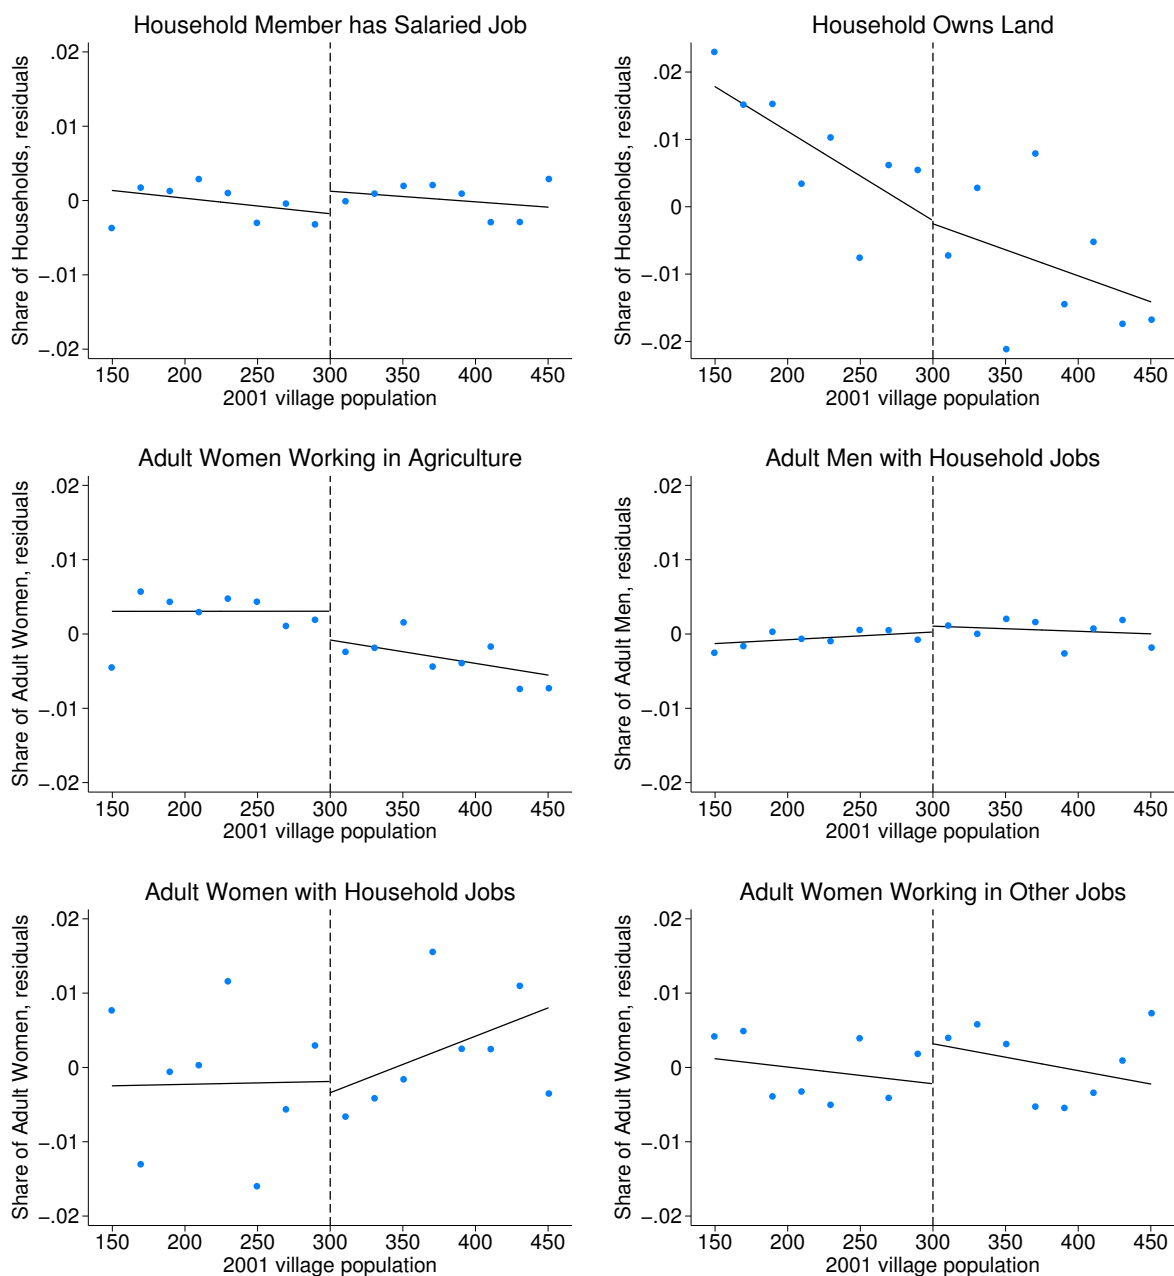 Household Member has Salaried Job
Share of Households, residuals
.02
.01
0
−.01
−.02
150 200 250 300 350 400 450
2001 village population
Household Owns Land
Share of Households, residuals
.02
.01
0
−.01
−.02
150 200 250 300 350 400 450
2001 village population
Adult Women Working in Agriculture
Share of Adult Women, residuals
.02
.01
0
−.01
−.02
150 200 250 300 350 400 450
2001 village population
Adult Men with Household Jobs
Share of Adult Men, residuals
.02
.01
0
−.01
−.02
150 200 250 300 350 400 450
2001 village population
Adult Women with Household Jobs
Share of Adult Women, residuals
.02
.01
0
−.01
−.02
150 200 250 300 350 400 450
2001 village population
Adult Women Working in Other Jobs
Share of Adult Women, residuals
.02
.01
0
−.01
−.02
150 200 250 300 350 400 450
2001 village population